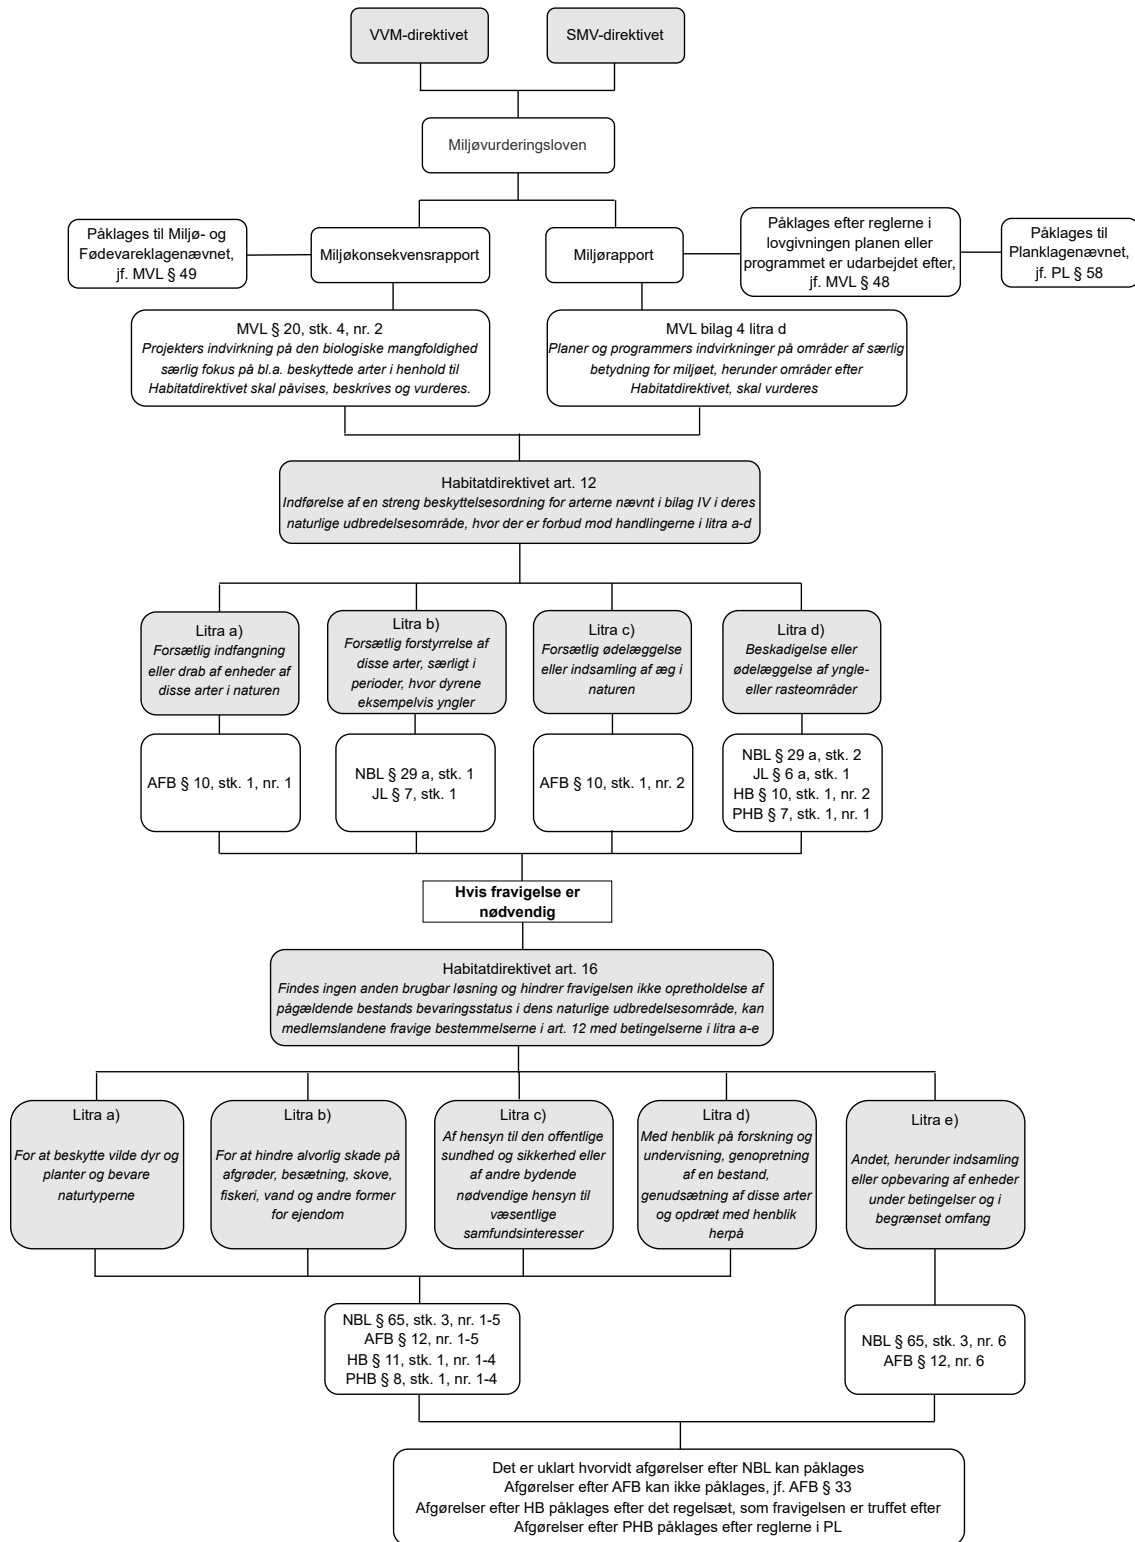 VVM-direktivet
SMV-direktivet
Miljøvurderingsloven
Påklages til Miljø- og
Fødevareklagenævnet,
jf. MVL § 49
Miljøkonsekvensrapport
Miljørapport
Påklages efter reglerne i
lovgivningen planen eller
programmet er udarbejdet efter,
jf. MVL § 48
Påklages til
Planklagenævnet,
jf. PL § 58
MVL § 20, stk. 4, nr. 2
Projekters indvirkning på den biologiske mangfoldighed
særlig fokus på bl.a. beskyttede arter i henhold til
Habitatdirektivet skal påvises, beskrives og vurderes.
MVL bilag 4 litra d
Planer og programmers indvirkninger på områder af særlig
betydning for miljøet, herunder områder efter
Habitatdirektivet, skal vurderes
Habitatdirektivet art. 12
Indførelse af en streng beskyttelsesordning for arterne nævnt i bilag IV i deres
naturlige udbredelsesområde, hvor der er forbud mod handlingerne i litra a-d
Litra a)
Forsætlig indfangning
eller drab af enheder af
disse arter i naturen
Litra b)
Forsætlig forstyrrelse af
disse arter, særligt i
perioder, hvor dyrene
eksempelvis yngler
Litra c)
Forsætlig ødelæggelse
eller indsamling af æg i
naturen
Litra d)
Beskadigelse eller
ødelæggelse af yngle-
eller rasteområder
AFB § 10, stk. 1, nr. 1
NBL § 29 a, stk. 1
JL § 7, stk. 1
AFB § 10, stk. 1, nr. 2
NBL § 29 a, stk. 2
JL § 6 a, stk. 1
HB § 10, stk. 1, nr. 2
PHB § 7, stk. 1, nr. 1
Hvis fravigelse er
nødvendig
Habitatdirektivet art. 16
Findes ingen anden brugbar løsning og hindrer fravigelsen ikke opretholdelse af
pågældende bestands bevaringsstatus i dens naturlige udbredelsesområde, kan
medlemslandene fravige bestemmelserne i art. 12 med betingelserne i litra a-e
Litra a)
For at beskytte vilde dyr og
planter og bevare
naturtyperne
Litra b)
For at hindre alvorlig skade på
afgrøder, besætning, skove,
fiskeri, vand og andre former
for ejendom
Litra c)
Af hensyn til den offentlige
sundhed og sikkerhed eller
af andre bydende
nødvendige hensyn til
væsentlige
samfundsinteresser
Litra d)
Med henblik på forskning og
undervisning, genopretning
af en bestand,
genudsætning af disse arter
og opdræt med henblik
herpå
Litra e)
Andet, herunder indsamling
eller opbevaring af enheder
under betingelser og i
begrænset omfang
NBL § 65, stk. 3, nr. 1-5
AFB § 12, nr. 1-5
HB § 11, stk. 1, nr. 1-4
PHB § 8, stk. 1, nr. 1-4
NBL § 65, stk. 3, nr. 6
AFB § 12, nr. 6
Det er uklart hvorvidt afgørelser efter NBL kan påklages
Afgørelser efter AFB kan ikke påklages, jf. AFB § 33
Afgørelser efter HB påklages efter det regelsæt, som fravigelsen er truffet efter
Afgørelser efter PHB påklages efter reglerne i PL